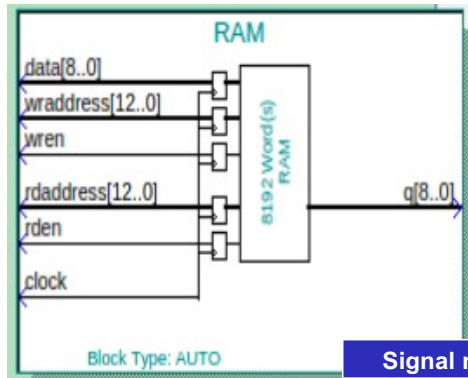 RAM
data[8..0]
wraddress[12..0]
wren
rdaddress[12..0]
rden
clock
8192 Word(s)
RAM
q[8..0]
Block Type: AUTO
Signal